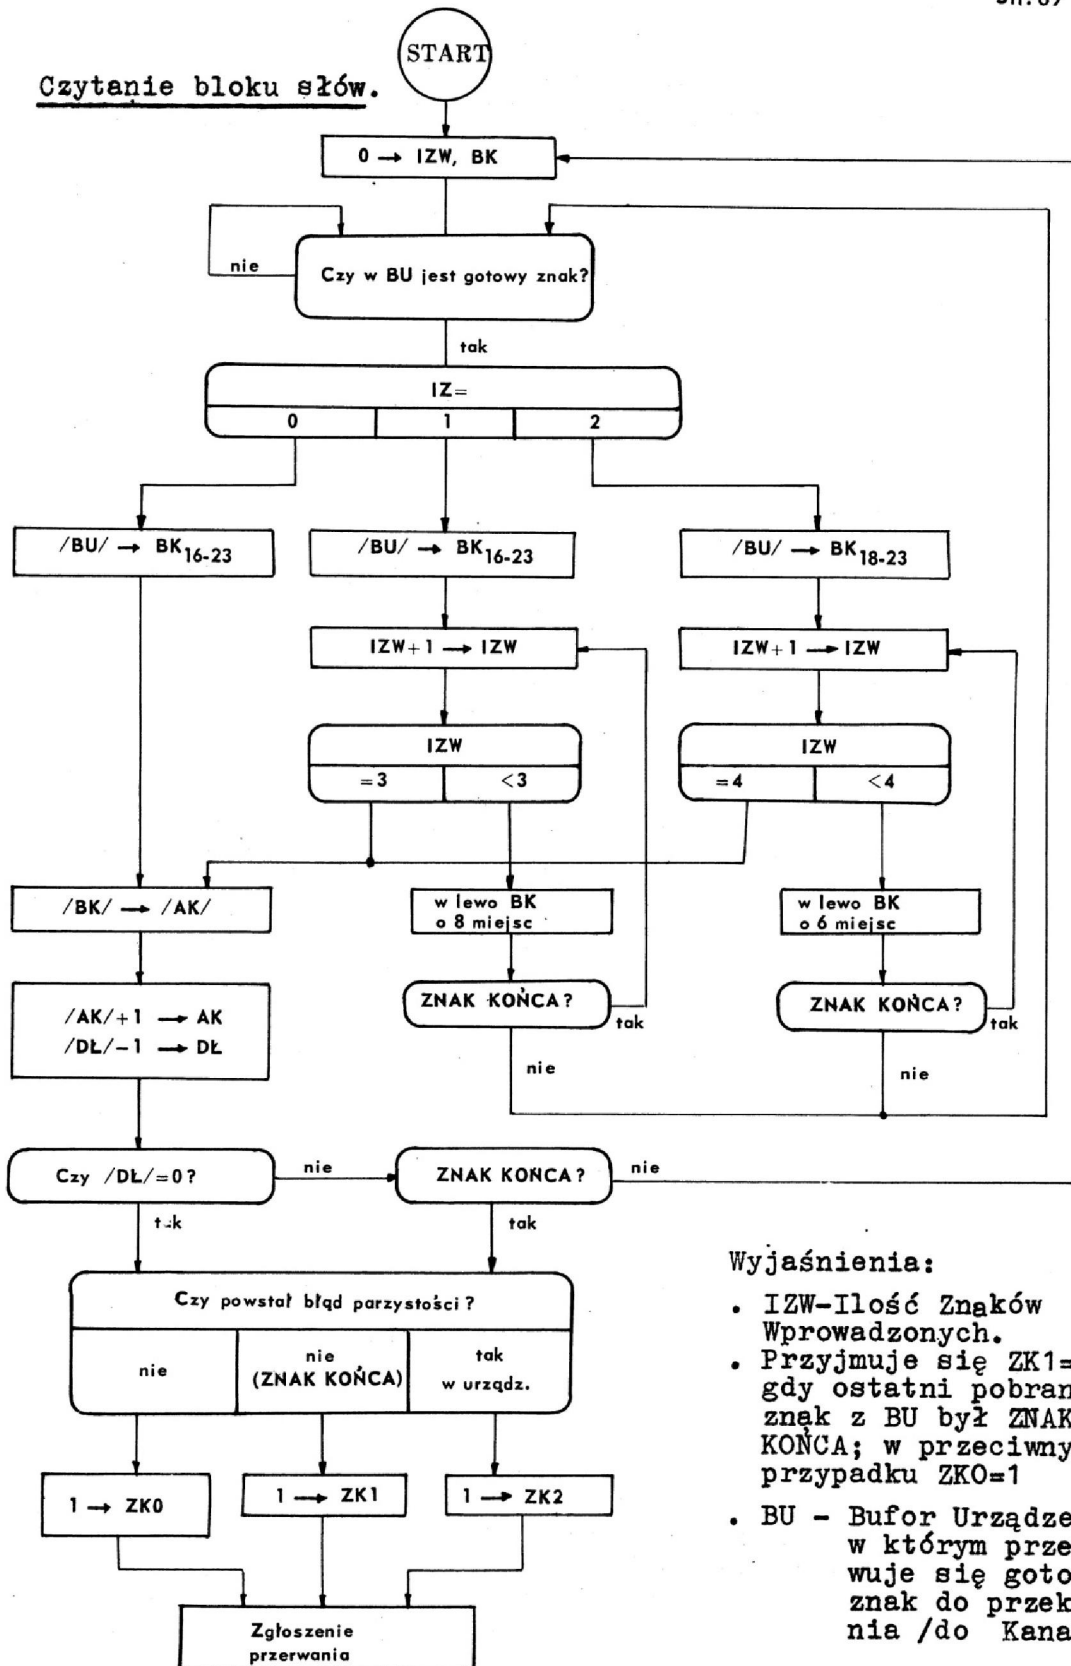 START
Czytanie bloku słów.
0 → IZW, BK
nie
Czy w BU jest gotowy znak?
tak
IZ=
0 1 2
/BU/ → BK16-23
/BU/ → BK16-23
/BU/ → BK18-23
IZW+1 → IZW
IZW+1 → IZW
IZW
=3 <3
IZW
=4 <4
/BK/ → /AK/
w lewo BK
o 8 miejsc
w lewo BK
o 6 miejsc
/AK/+1 → AK
/DŁ/-1 → DŁ
ZNAK KOŃCA?
tak
nie
ZNAK KOŃCA?
tak
nie
Czy /DŁ/=0?
nie
ZNAK KOŃCA?
nie
tak
tak
Czy powstał błąd parzystości?
nie
nie
(ZNAK KOŃCA)
tak
w urządz.
1 → ZK0
1 → ZK1
1 → ZK2
Zgłoszenie
przerwania
Wyjaśnienia:
. IZW-Ilość Znaków
Wprowadzonych.
. Przyjmuje się ZK1=
gdy ostatni pobran
znak z BU był ZNAK
KOŃCA; w przeciwny
przypadku ZKO=1
. BU - Bufor Urządze
w którym prze
wuje się goto
znak do przek
nia /do Kana